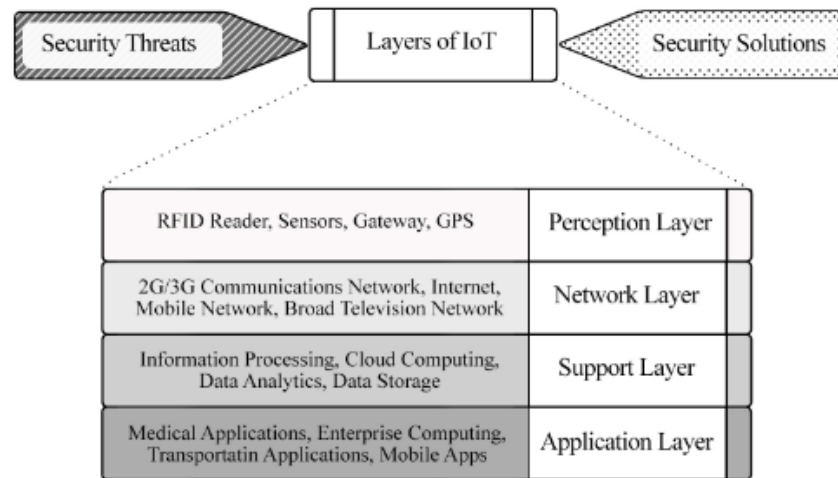 Security Threats
Layers of IoT
Security Solutions
RFID Reader, Sensors, Gateway, GPS
Perception Layer
2G/3G Communications Network, Internet,
Mobile Network, Broad Television Network
Network Layer
Information Processing, Cloud Computing,
Data Analytics, Data Storage
Support Layer
Medical Applications, Enterprise Computing,
Transportatin Applications, Mobile Apps
Application Layer